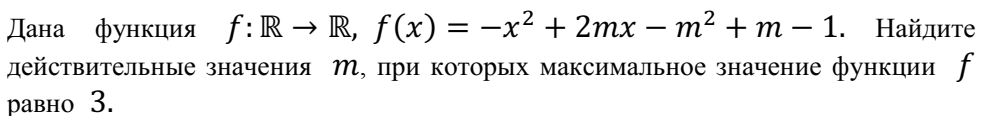 Дана функция f: ℝ → ℝ, f(x) = −x² + 2mx − m² + m − 1. Найдите
действительные значения m, при которых максимальное значение функции f
равно 3.